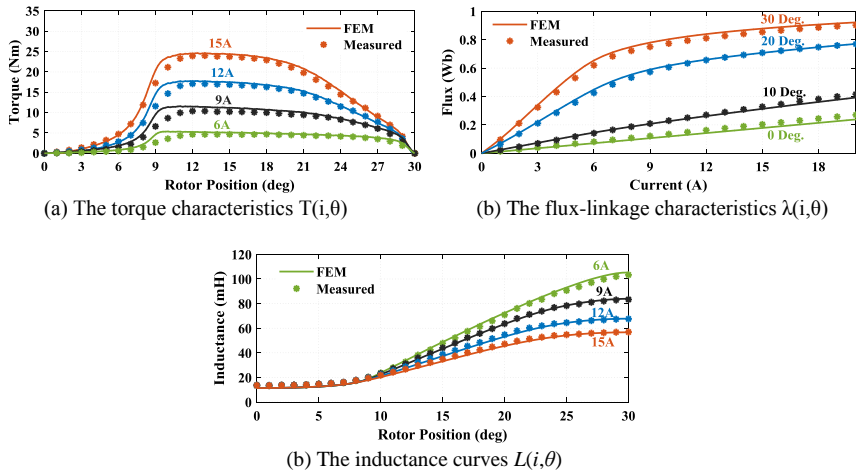 35
30
25
20
15
10
5
0
Torque (Nm)
15A
12A
9A
6A
FEM
Measured
0 3 6 9 12 15 18 21 24 27 30
Rotor Position (deg)
(a) The torque characteristics T(i,θ)
1
0.8
0.6
0.4
0.2
0
Flux (Wb)
FEM
Measured
30 Deg.
20 Deg.
10 Deg.
0 Deg.
0 3 6 9 12 15 18
Current (A)
(b) The flux-linkage characteristics λ(i,θ)
120
100
80
60
40
20
0
Inductance (mH)
FEM
Measured
6A
9A
12A
15A
0 5 10 15 20 25 30
Rotor Position (deg)
(b) The inductance curves L(i,θ)